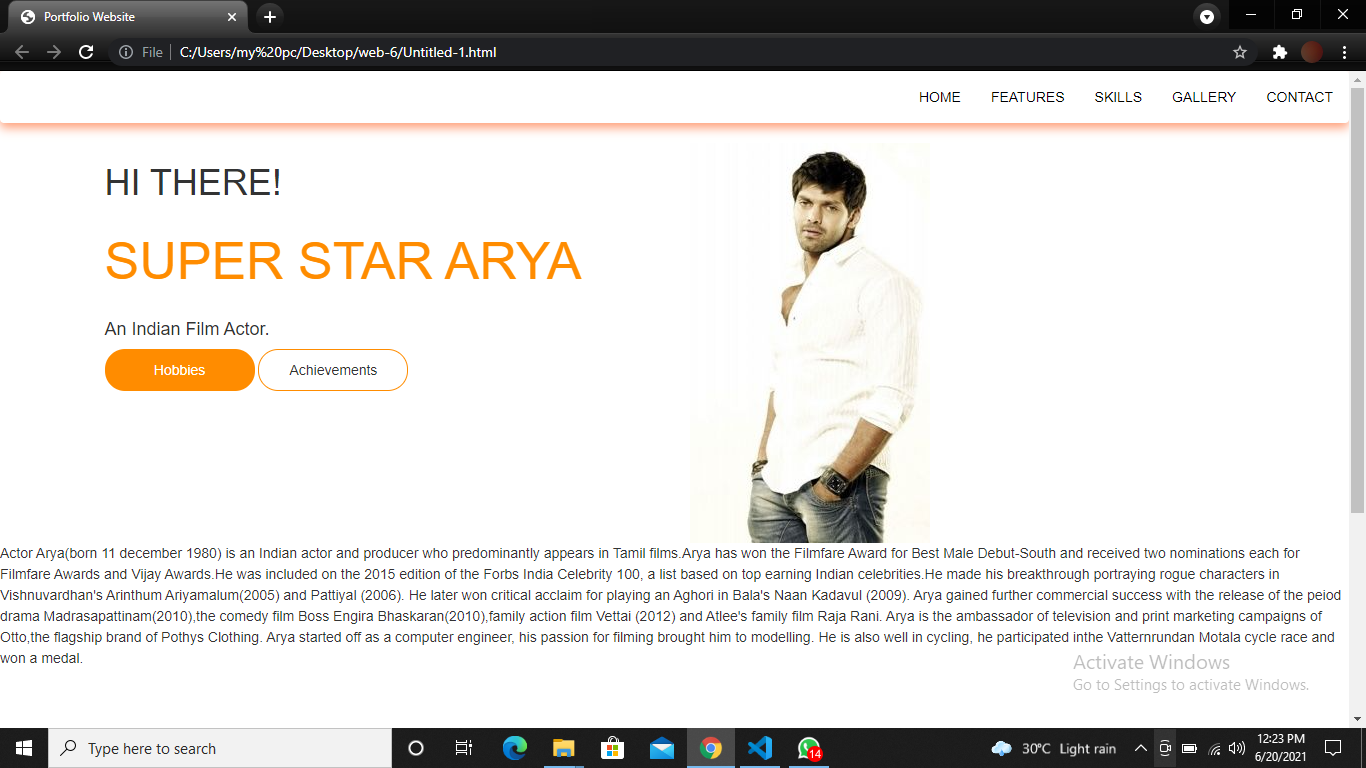 Portfolio Website
File
C:/Users/my%20pc/Desktop/web-6/Untitled-1.html
HOME FEATURES SKILLS GALLERY CONTACT
HI THERE!
SUPER STAR ARYA
An Indian Film Actor.
Hobbies Achievements
Actor Arya(born 11 december 1980) is an Indian actor and producer who predominantly appears in Tamil films.Arya has won the Filmfare Award for Best Male Debut-South and received two nominations each for
Filmfare Awards and Vijay Awards.He was included on the 2015 edition of the Forbs India Celebrity 100, a list based on top earning Indian celebrities.He made his breakthrough portraying rogue characters in
Vishnuvardhan's Arinthum Ariyamalum(2005) and Pattiyal (2006). He later won critical acclaim for playing an Aghori in Bala's Naan Kadavul (2009). Arya gained further commercial success with the release of the peiod
drama Madrasapattinam(2010),the comedy film Boss Engira Bhaskaran(2010),family action film Vettai (2012) and Atlee's family film Raja Rani. Arya is the ambassador of television and print marketing campaigns of
Otto,the flagship brand of Pothys Clothing. Arya started off as a computer engineer, his passion for filming brought him to modelling. He is also well in cycling, he participated inthe Vatternrundan Motala cycle race and
won a medal.
Activate Windows
Go to Settings to activate Windows.
Type here to search
14
30°C Light rain
12:23 PM
6/20/2021